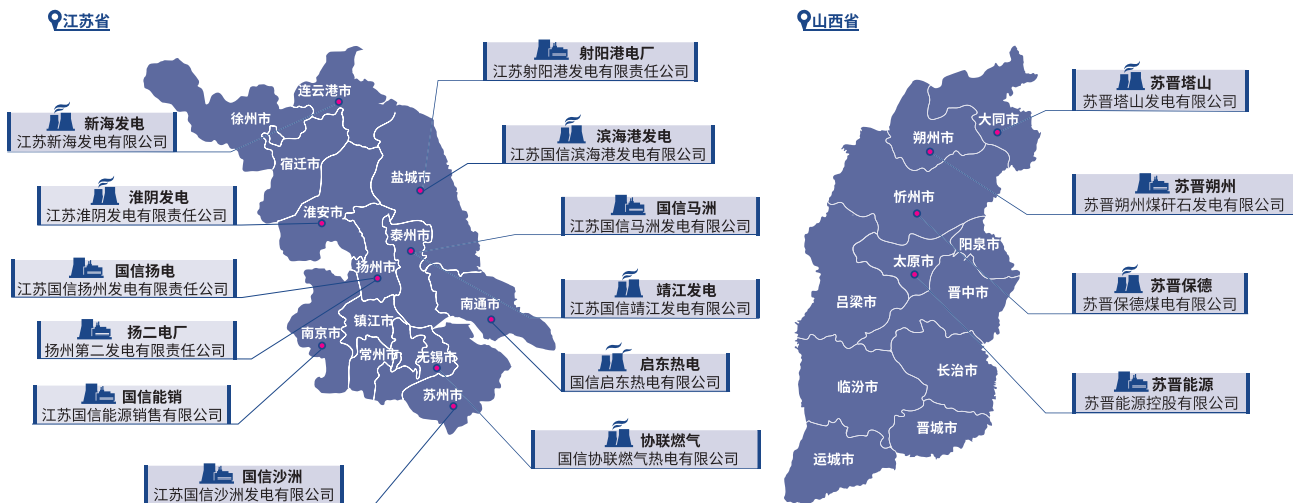 江苏省
射阳港电厂
江苏射阳港发电有限责任公司
新海发电
江苏新海发电有限公司
滨海港发电
江苏国信滨海港发电有限公司
淮阴发电
江苏淮阴发电有限责任公司
国信马洲
江苏国信马洲发电有限公司
国信扬电
江苏国信扬州发电有限责任公司
靖江发电
江苏国信靖江发电有限公司
扬二电厂
扬州第二发电有限责任公司
启东热电
国信启东热电有限公司
国信能销
江苏国信能源销售有限公司
协联燃气
国信协联燃气热电有限公司
国信沙洲
江苏国信沙洲发电有限公司
连云港市
徐州市
宿迁市
盐城市
淮安市
泰州市
扬州市
南通市
镇江市
南京市
常州市
无锡市
苏州市
山西省
苏晋塔山
苏晋塔山发电有限公司
苏晋朔州
苏晋朔州煤矸石发电有限公司
苏晋保德
苏晋保德煤电有限公司
苏晋能源
苏晋能源控股有限公司
大同市
朔州市
忻州市
阳泉市
太原市
晋中市
吕梁市
长治市
临汾市
晋城市
运城市